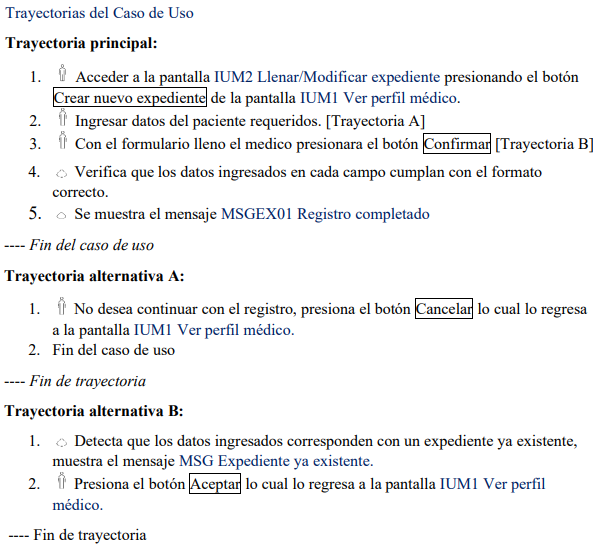 Trayectorias del Caso de Uso
Trayectoria principal:
1. Acceder a la pantalla IUM2 Llenar/Modificar expediente presionando el botón
Crear nuevo expediente de la pantalla IUM1 Ver perfil médico.
2. Ingresar datos del paciente requeridos. [Trayectoria A]
3. Con el formulario lleno el medico presionara el botón Confirmar [Trayectoria B]
4. Verifica que los datos ingresados en cada campo cumplan con el formato
correcto.
5. Se muestra el mensaje MSGEX01 Registro completado
---- Fin del caso de uso
Trayectoria alternativa A:
1. No desea continuar con el registro, presiona el botón Cancelar lo cual lo regresa
a la pantalla IUM1 Ver perfil médico.
2. Fin del caso de uso
---- Fin de trayectoria
Trayectoria alternativa B:
1. Detecta que los datos ingresados corresponden con un expediente ya existente,
muestra el mensaje MSG Expediente ya existente.
2. Presiona el botón Aceptar lo cual lo regresa a la pantalla IUM1 Ver perfil
médico.
---- Fin de trayectoria